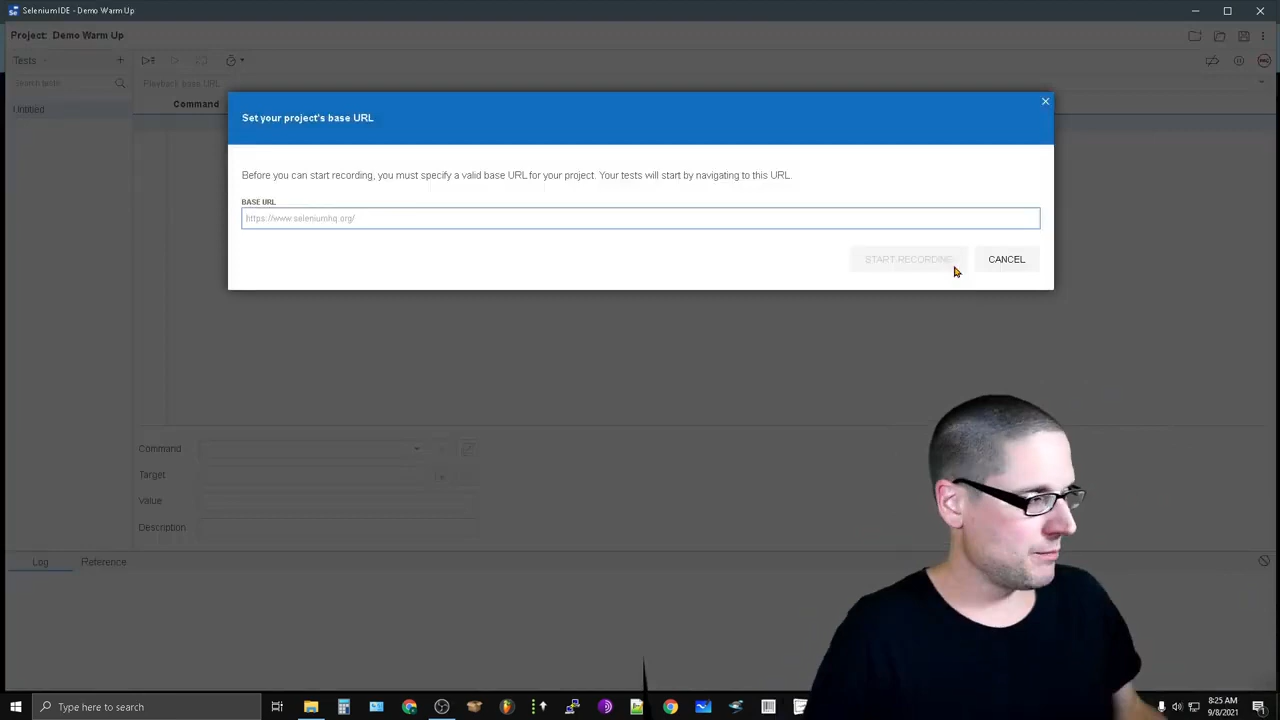 SeleniumIDE - Demo Warm Up
Project: Demo Warm Up
Tests
Search tests...
Playback base URL
Untitled
Command
Set your project's base URL
Before you can start recording, you must specify a valid base URL for your project. Your tests will start by navigating to this URL.
BASE URL
https://www.seleniumhq.org/
START RECORDING
CANCEL
Command
Target
Value
Description
Log
Reference
REC
Type here to search
8:25 AM
9/8/2021